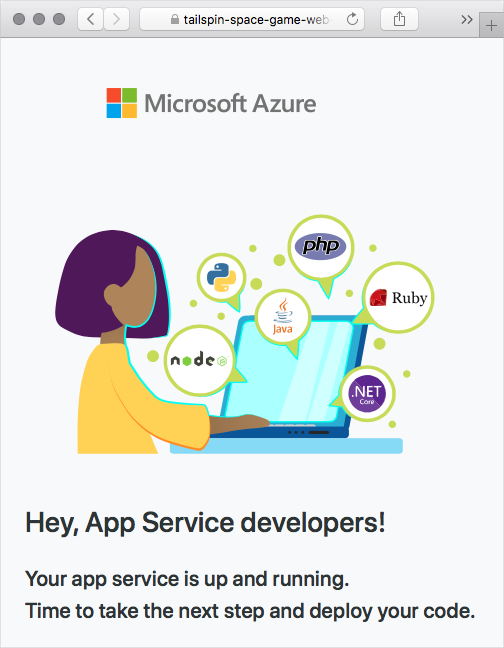 tailspin-space-game-web
Microsoft Azure
php
Java
Ruby
node
JS
.NET
Core
Hey, App Service developers!
Your app service is up and running.
Time to take the next step and deploy your code.